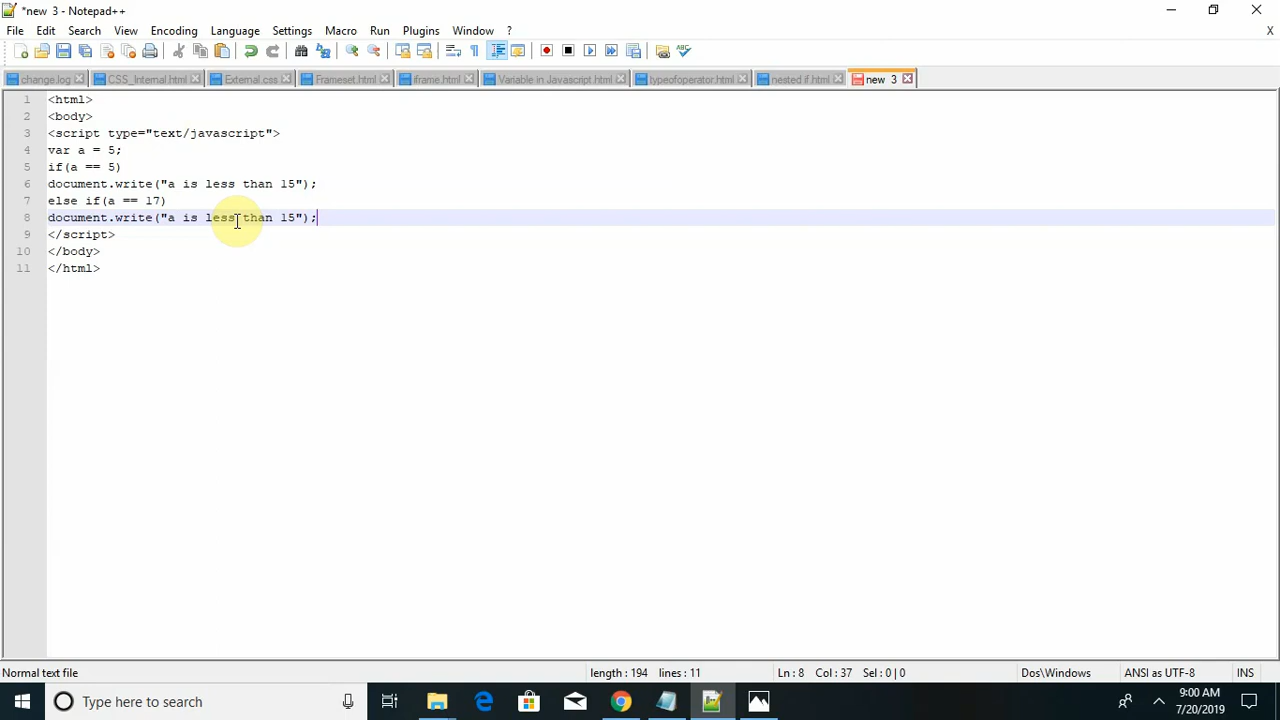 *new 3 - Notepad++
File Edit Search View Encoding Language Settings Macro Run Plugins Window ? X
change.log CSS_Internal.html External.css Frameset.html iframe.html Variable in Javascript.html typeofoperator.html nested if.html new 3
1 <html>
2 <body>
3 <script type="text/javascript">
4 var a = 5;
5 if(a == 5)
6 document.write("a is less than 15");
7 else if(a == 17)
8 document.write("a is less than 15");
9 </script>
10 </body>
11 </html>
Normal text file length : 194 lines : 11 Ln : 8 Col : 37 Sel : 0 | 0 Dos\Windows ANSI as UTF-8 INS
Type here to search
9:00 AM
7/20/2019